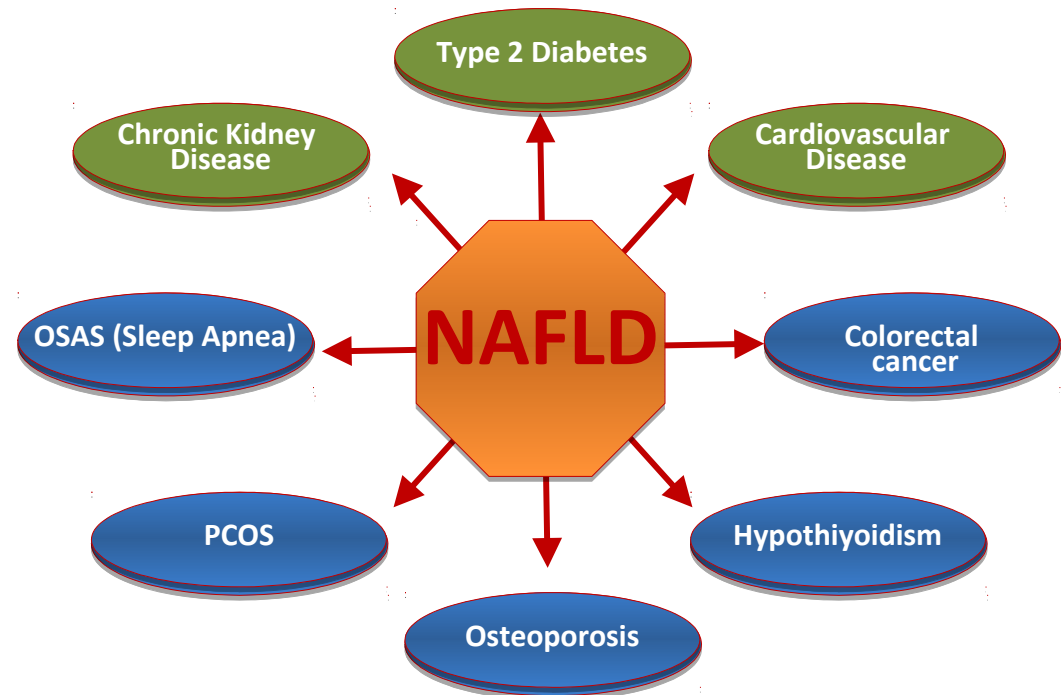 Type 2 Diabetes
Chronic Kidney
Disease
Cardiovascular
Disease
OSAS (Sleep Apnea)
NAFLD
Colorectal
cancer
PCOS
Hypothiyoidism
Osteoporosis